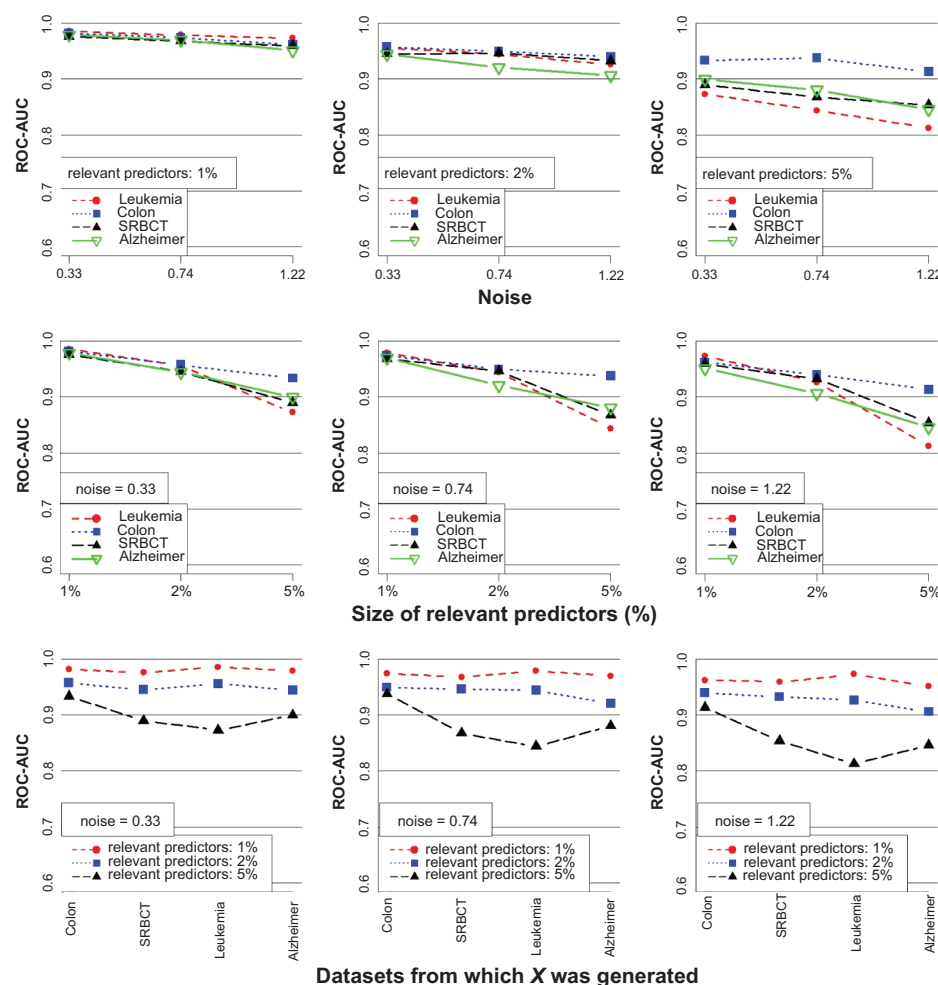 ROC-AUC
1.0
0.9
0.8
0.7
0.6
relevant predictors: 1%
Leukemia
Colon
SRBCT
Alzheimer
0.33
0.74
1.22
ROC-AUC
1.0
0.9
0.8
0.7
0.6
relevant predictors: 2%
Leukemia
Colon
SRBCT
Alzheimer
0.33
0.74
1.22
ROC-AUC
1.0
0.9
0.8
0.7
0.6
relevant predictors: 5%
Leukemia
Colon
SRBCT
Alzheimer
0.33
0.74
1.22
Noise
ROC-AUC
1.0
0.9
0.8
0.7
0.6
noise = 0.33
Leukemia
Colon
SRBCT
Alzheimer
1%
2%
5%
ROC-AUC
1.0
0.9
0.8
0.7
0.6
noise = 0.74
Leukemia
Colon
SRBCT
Alzheimer
1%
2%
5%
ROC-AUC
1.0
0.9
0.8
0.7
0.6
noise = 1.22
Leukemia
Colon
SRBCT
Alzheimer
1%
2%
5%
Size of relevant predictors (%)
ROC-AUC
1.0
0.9
0.8
0.7
0.6
noise = 0.33
relevant predictors: 1%
relevant predictors: 2%
relevant predictors: 5%
Colon
SRBCT
Leukemia
Alzheimer
ROC-AUC
1.0
0.9
0.8
0.7
0.6
noise = 0.74
relevant predictors: 1%
relevant predictors: 2%
relevant predictors: 5%
Colon
SRBCT
Leukemia
Alzheimer
ROC-AUC
1.0
0.9
0.8
0.7
0.6
noise = 1.22
relevant predictors: 1%
relevant predictors: 2%
relevant predictors: 5%
Colon
SRBCT
Leukemia
Alzheimer
Datasets from which X was generated